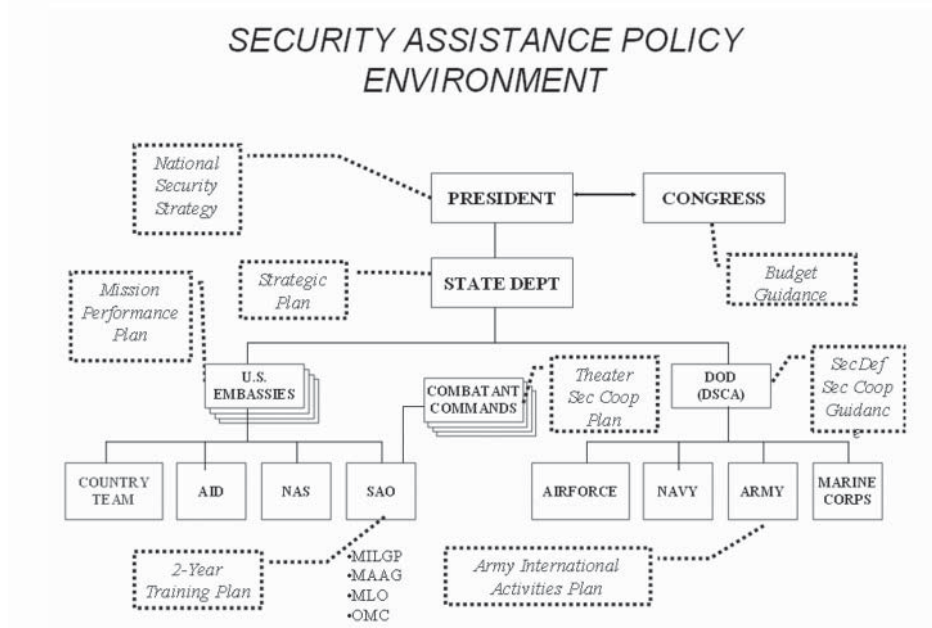 SECURITY ASSISTANCE POLICY
ENVIRONMENT
National
Security
Strategy
PRESIDENT
CONGRESS
Strategic
Plan
STATE DEPT
Budget
Guidance
Mission
Performance
Plan
U.S.
EMBASSIES
COMBATANT
COMMANDS
Theater
Sec Coop
Plan
DOD
(DSCA)
SecDef
Sec Coop
Guidanc
e
COUNTRY
TEAM
AID
NAS
SAO
AIRFORCE
NAVY
ARMY
MARINE
CORPS
2-Year
Training Plan
•MILGP
•MAAG
•MLO
•OMC
Army International
Activities Plan